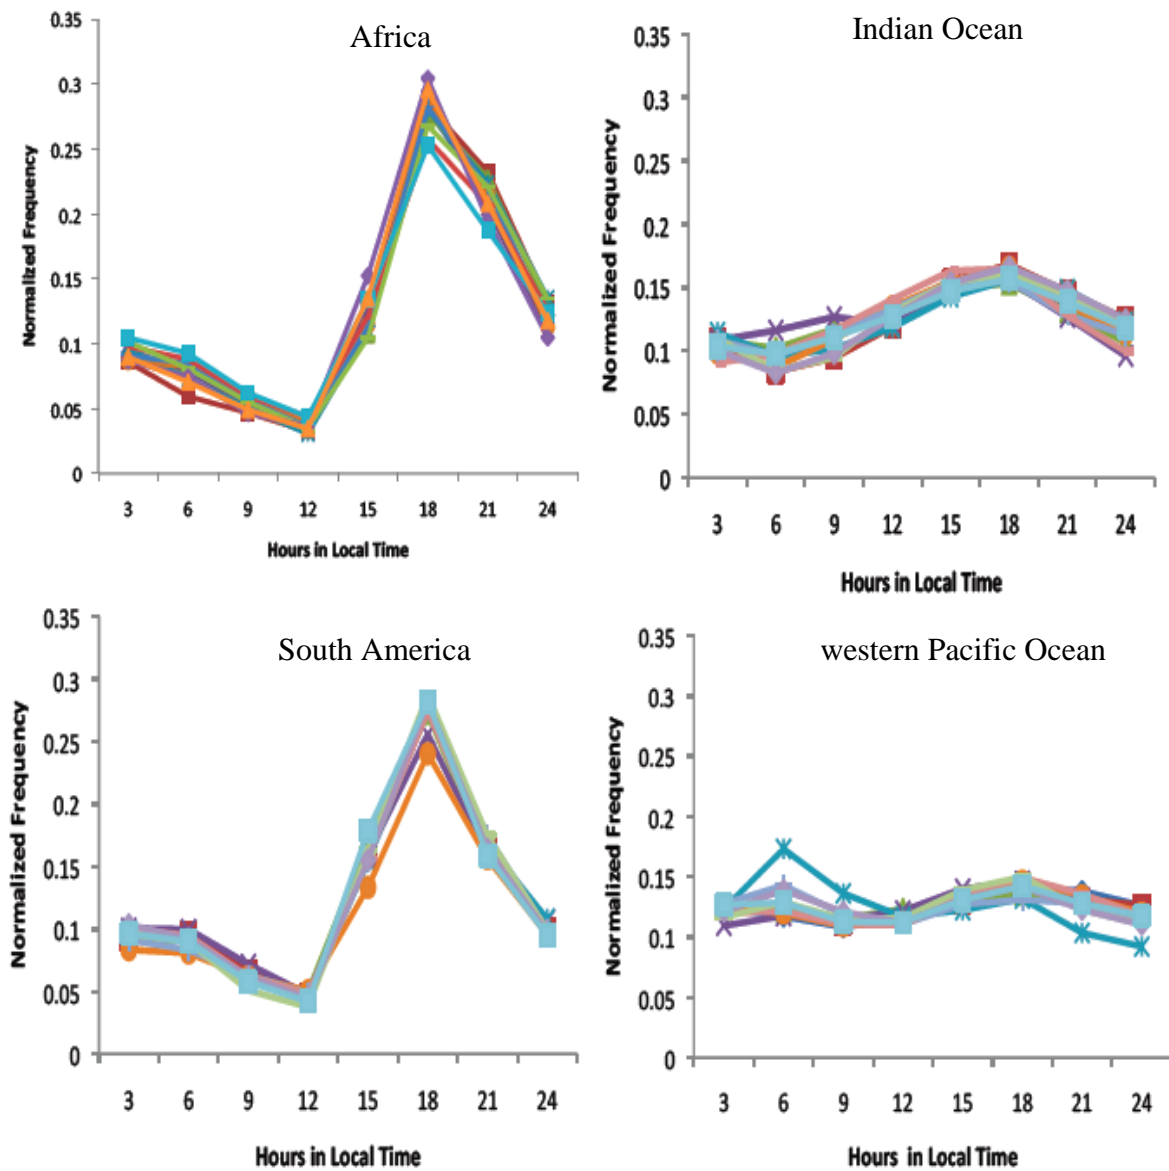 Africa
0.35
0.3
0.25
0.2
0.15
0.1
0.05
0
Normalized Frequency
3 6 9 12 15 18 21 24
Hours in Local Time
Indian Ocean
0.35
0.3
0.25
0.2
0.15
0.1
0.05
0
Normalized Frequency
3 6 9 12 15 18 21 24
Hours in Local Time
South America
0.35
0.3
0.25
0.2
0.15
0.1
0.05
0
Normalized Frequency
3 6 9 12 15 18 21 24
Hours in Local Time
western Pacific Ocean
0.35
0.3
0.25
0.2
0.15
0.1
0.05
0
Normalized Frequency
3 6 9 12 15 18 21 24
Hours in Local Time